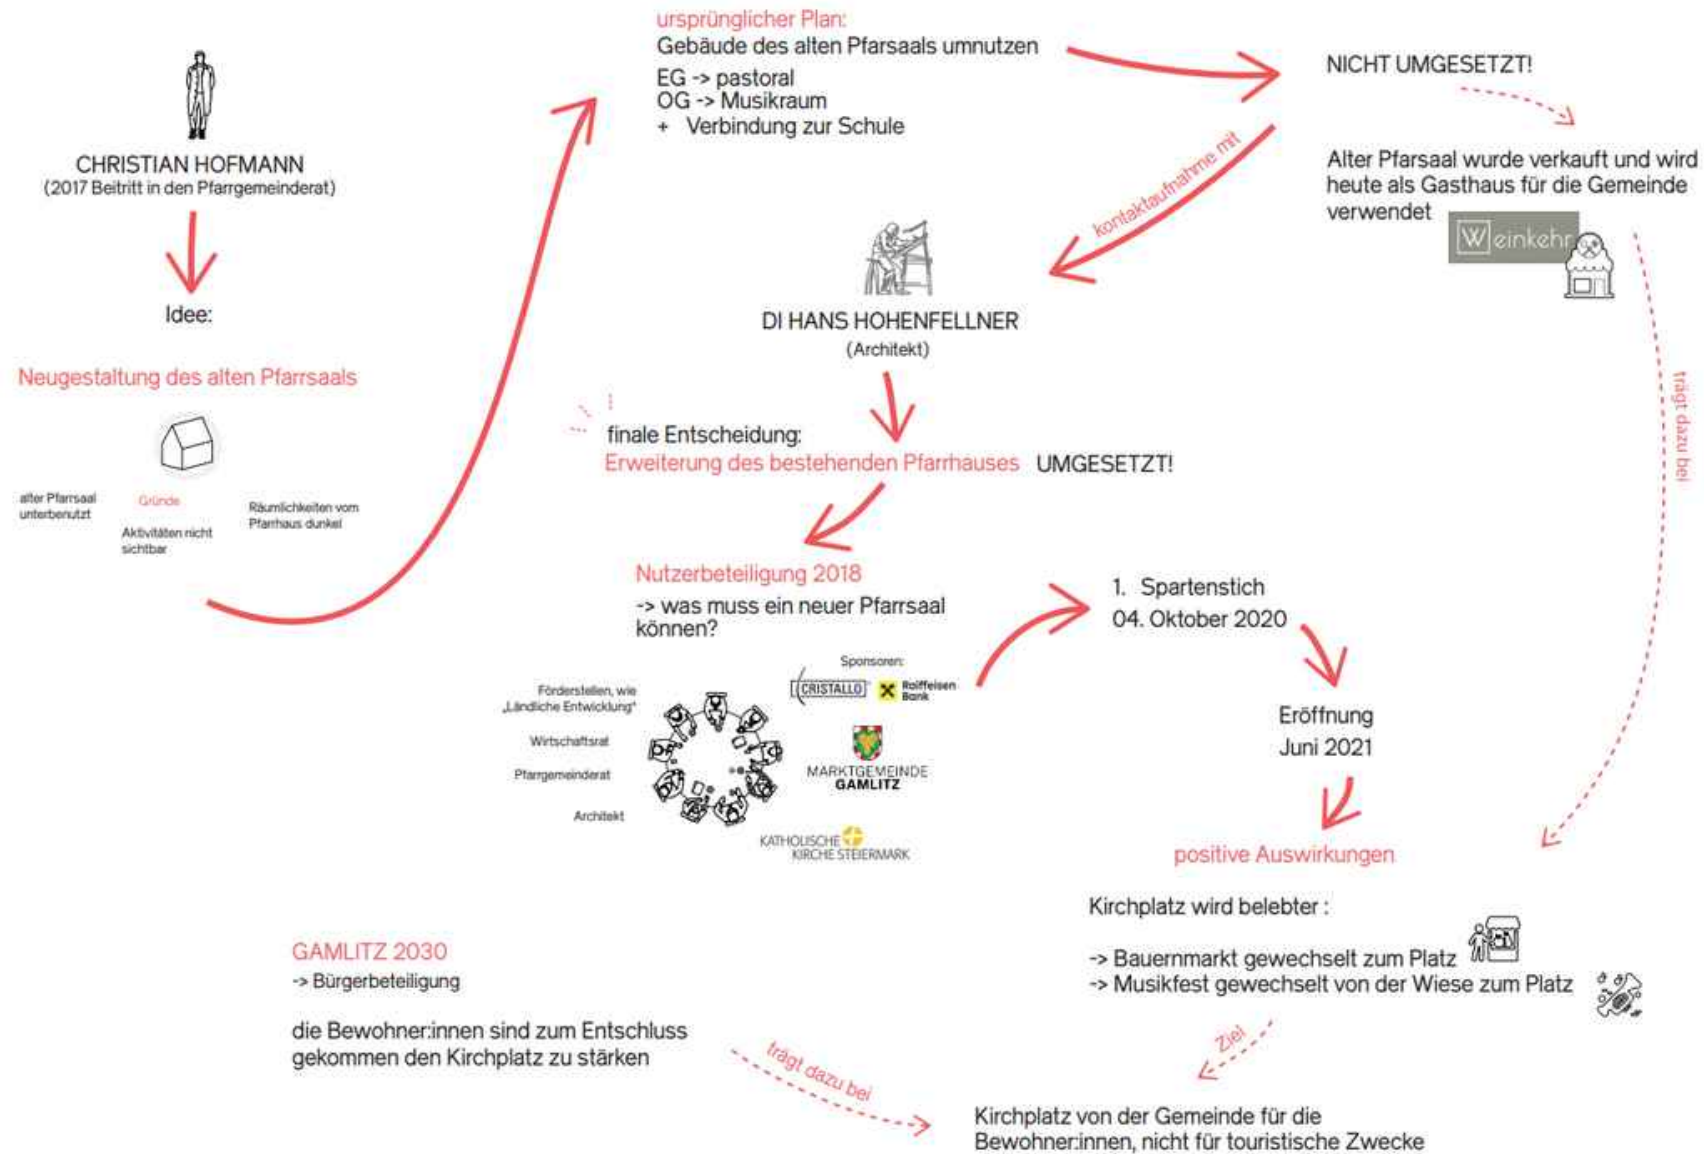 CHRISTIAN HOFMANN
(2017 Beitritt in den Pfarrgemeinderat)
Idee:
Neugestaltung des alten Pfarrsaals
alter Pfarrsaal
unterbenutzt
Gründe
Aktivitäten nicht
sichtbar
Räumlichkeiten vom
Pfarrhaus dunkel
ursprünglicher Plan:
Gebäude des alten Pfarsaals umnutzen
EG -> pastoral
OG -> Musikraum
+ Verbindung zur Schule
NICHT UMGESETZT!
Alter Pfarsaal wurde verkauft und wird
heute als Gasthaus für die Gemeinde
verwendet
Weinkehr
kontaktaufnahme mit
DI HANS HOHENFELLNER
(Architekt)
finale Entscheidung:
Erweiterung des bestehenden Pfarrhauses UMGESETZT!
Nutzerbeteiligung 2018
-> was muss ein neuer Pfarrsaal
können?
Sponsoren:
CRISTALLO
Raiffeisen
Bank
Förderstellen, wie
„Ländliche Entwicklung"
Wirtschaftsrat
Pfarrgemeinderat
Architekt
MARKTGEMEINDE
GAMLITZ
KATHOLISCHE
KIRCHE STEIERMARK
1. Spartenstich
04. Oktober 2020
Eröffnung
Juni 2021
trägt dazu bei
positive Auswirkungen
Kirchplatz wird belebter :
-> Bauernmarkt gewechselt zum Platz
-> Musikfest gewechselt von der Wiese zum Platz
Ziel
GAMLITZ 2030
-> Bürgerbeteiligung
die Bewohner:innen sind zum Entschluss
gekommen den Kirchplatz zu stärken
trägt dazu bei
Kirchplatz von der Gemeinde für die
Bewohner:innen, nicht für touristische Zwecke